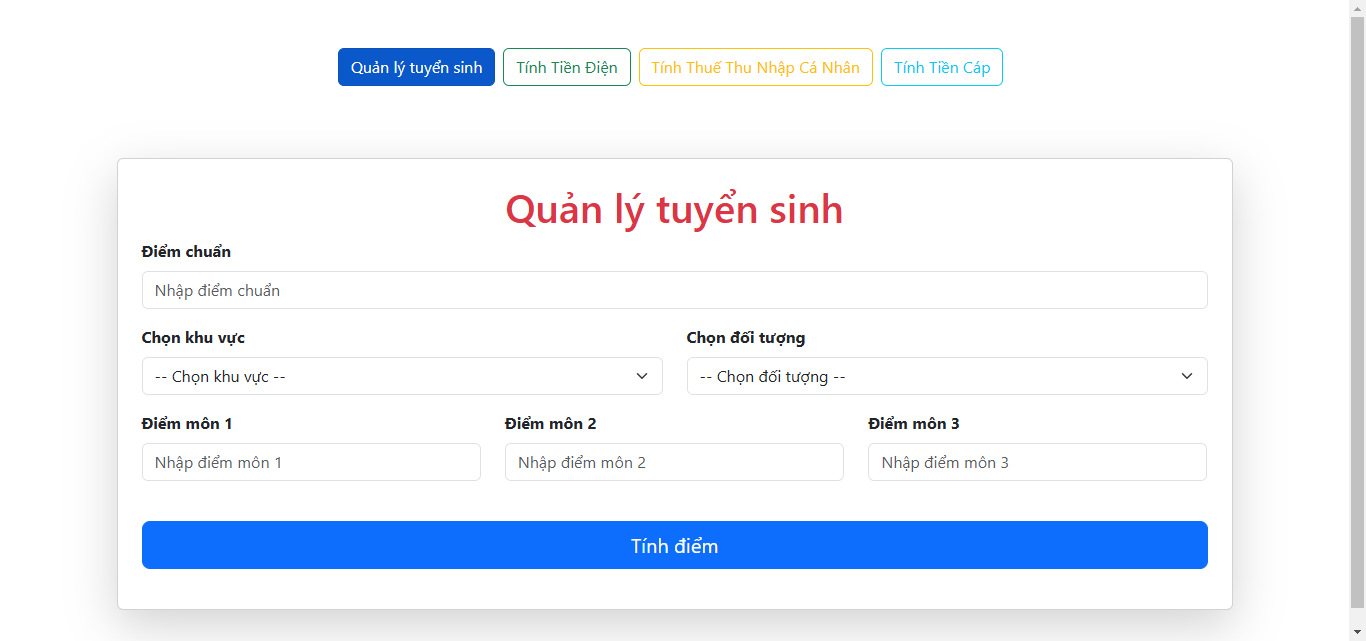 Quản lý tuyển sinh
Tính Tiền Điện
Tính Thuế Thu Nhập Cá Nhân
Tính Tiền Cáp
Quản lý tuyển sinh
Điểm chuẩn
Nhập điểm chuẩn
Chọn khu vực
Chọn đối tượng
-- Chọn khu vực --
-- Chọn đối tượng --
Điểm môn 1
Điểm môn 2
Điểm môn 3
Nhập điểm môn 1
Nhập điểm môn 2
Nhập điểm môn 3
Tính điểm